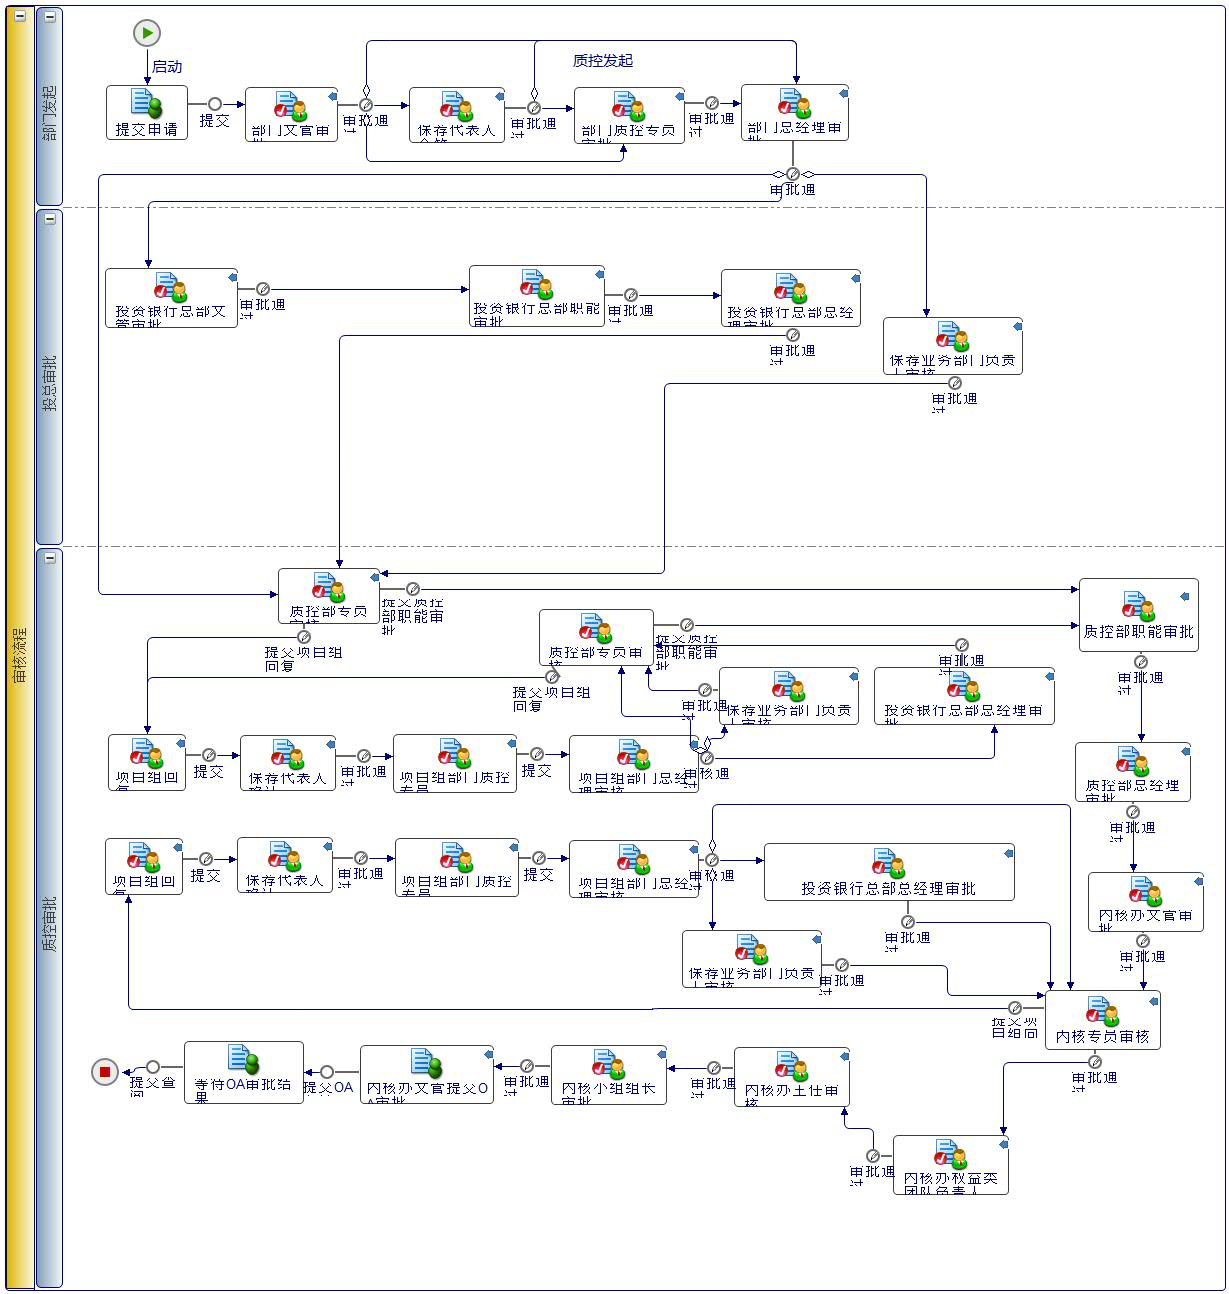 审核流程
部门发起
启动
质控发起
提交申请
提交
部门文官审
审批通
过
保存代表人
审批通
过
部门质控专员
审批
审批通
过
部门总经理审
批
审批通
投总审批
投资银行总部文
管审批
审批通
过
投资银行总部职能
审批
审批通
过
投资银行总部总经
理审批
审批通
过
保存业务部门负责
人审核
审批通
过
质控审批
质控部专员
审核
提交质控
部职能审
批
提交项目组
回复
质控部专员审
核
提交质控
部职能审
批
提交项目组
回复
质控部职能审批
审批通
过
审批通
过
保存业务部门负责
人审核
审批通
过
投资银行总部总经理审
批
项目组回
复
提交
保存代表人
确认
审批通
过
项目组部门质控
专员
提交
项目组部门总经
理审核
审核通
过
质控部总经理
审批
审批通
过
项目组回
复
提交
保存代表人
审批通
过
项目组部门质控
专员
提交
项目组部门总经
理审核
审核通
过
投资银行总部总经理审批
审批通
过
内核办文官审
批
审批通
过
保存业务部门负责
人审核
审批通
过
内核专员审核
提交项
目组回
审批通
过
提交查
阅
等待OA审批结
果
提交OA
内核办文官提交O
A审批
审批通
过
内核小组组长
审批
审批通
过
内核办主任审
核
审批通
过
内核办权益类
团队负责人